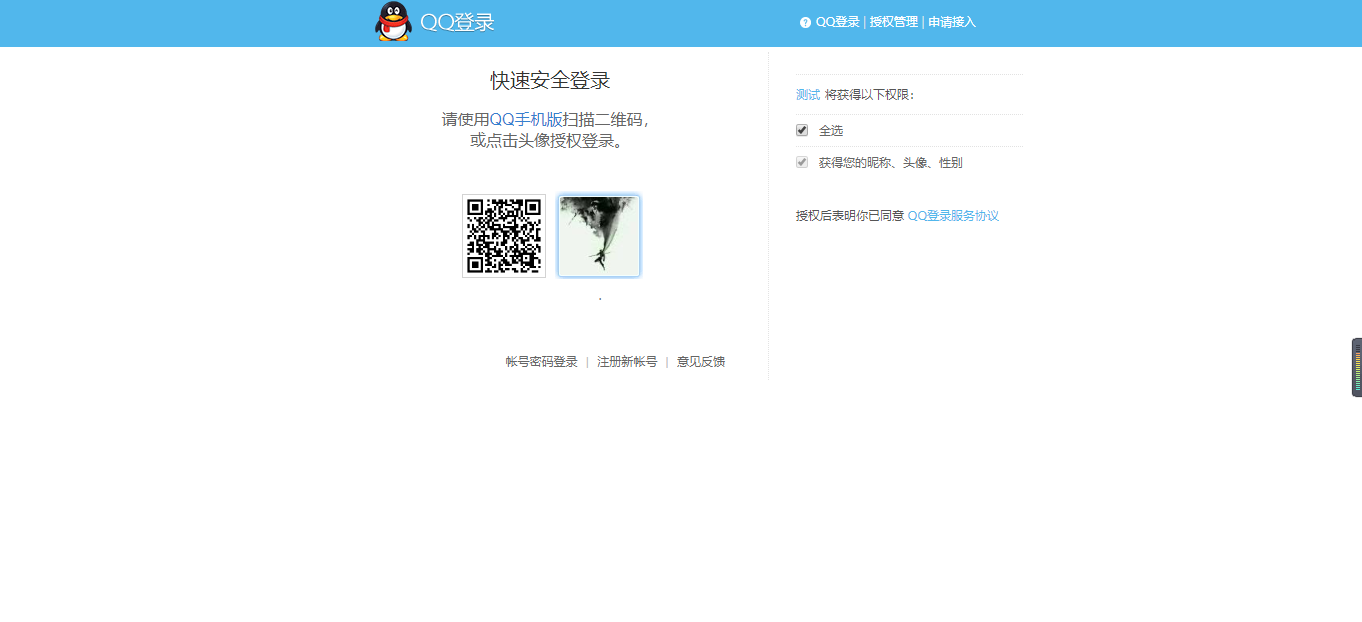 QQ登录
QQ登录 | 授权管理 | 申请接入
快速安全登录
请使用QQ手机版扫描二维码，
或点击头像授权登录。
.
帐号密码登录 | 注册新帐号 | 意见反馈
测试 将获得以下权限：
全选
获得您的昵称、头像、性别
授权后表明你已同意 QQ登录服务协议